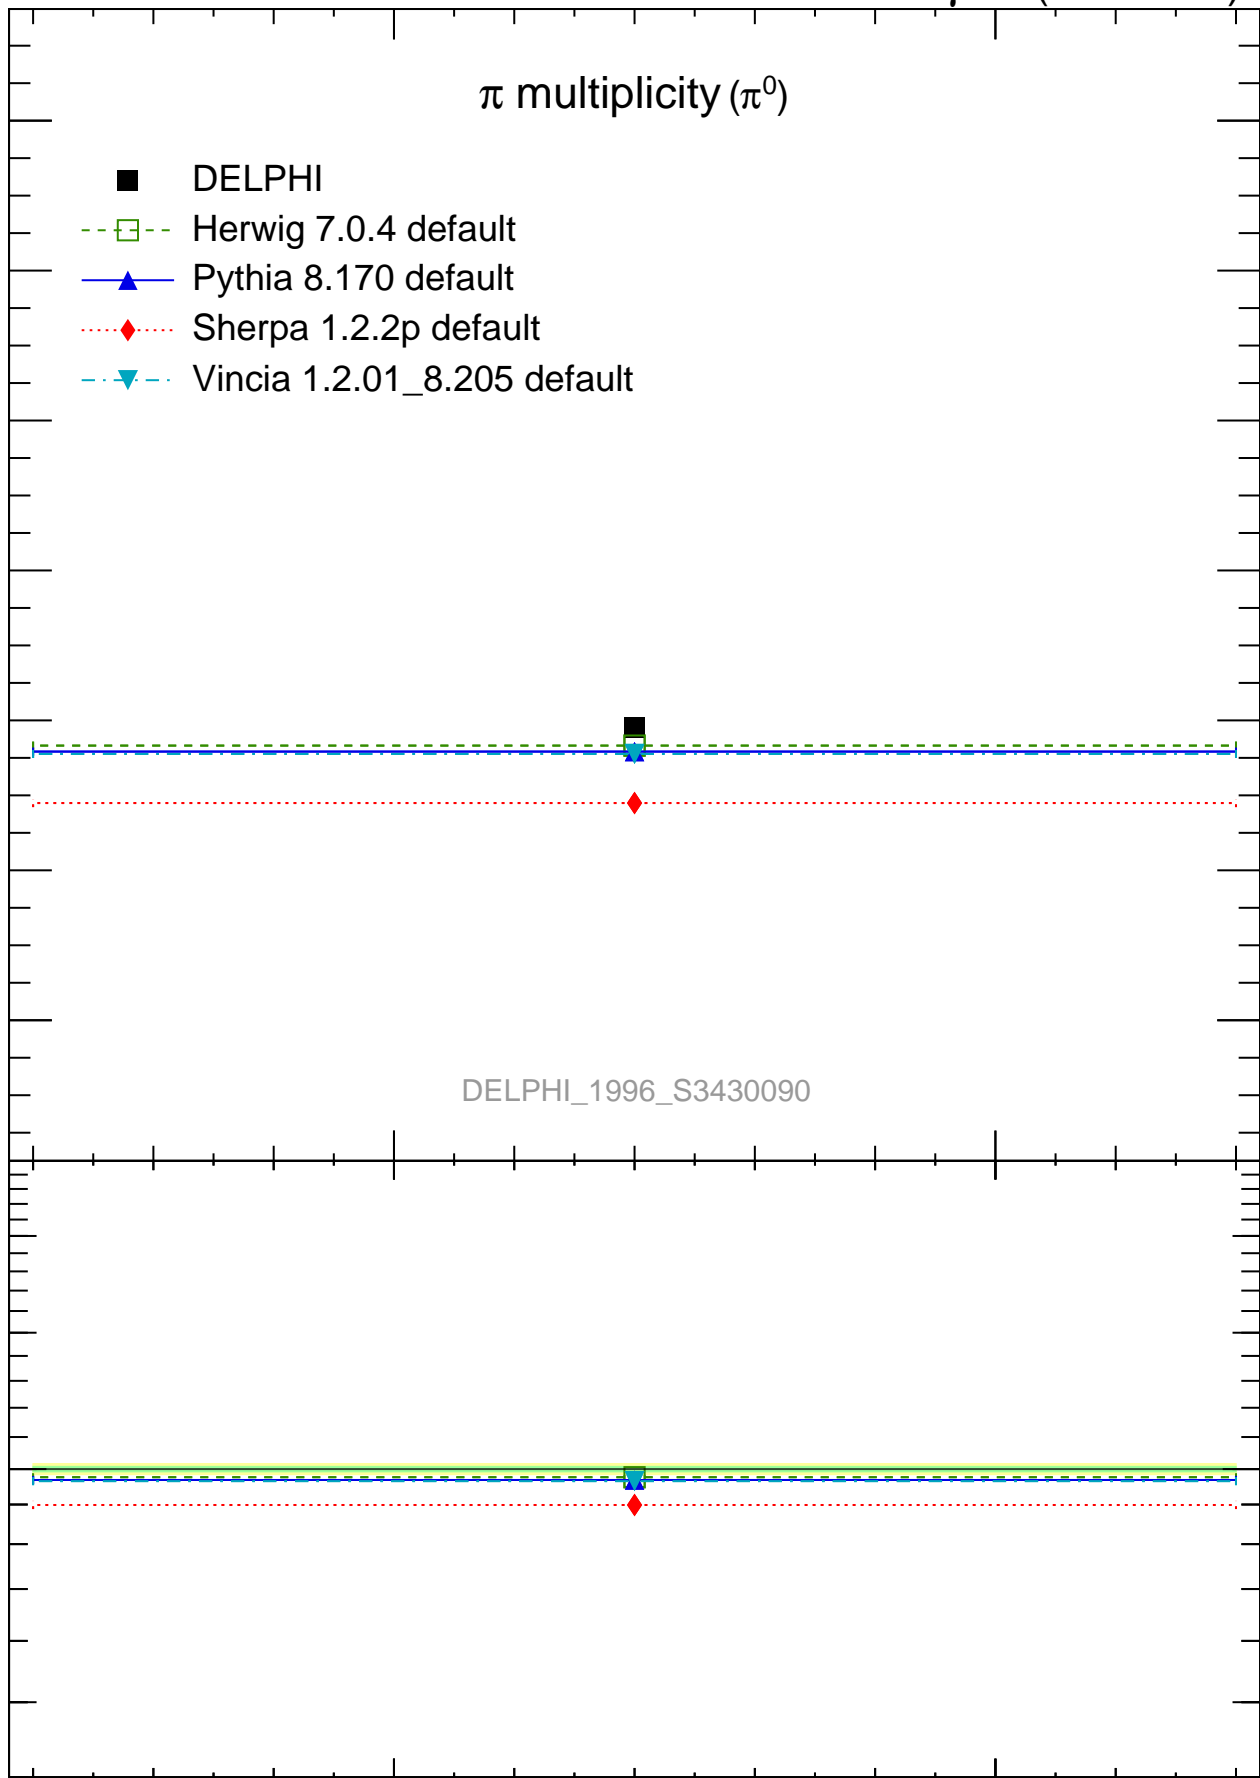 π multiplicity (π⁰)
DELPHI
Herwig 7.0.4 default
Pythia 8.170 default
Sherpa 1.2.2p default
Vincia 1.2.01_8.205 default
DELPHI_1996_S3430090